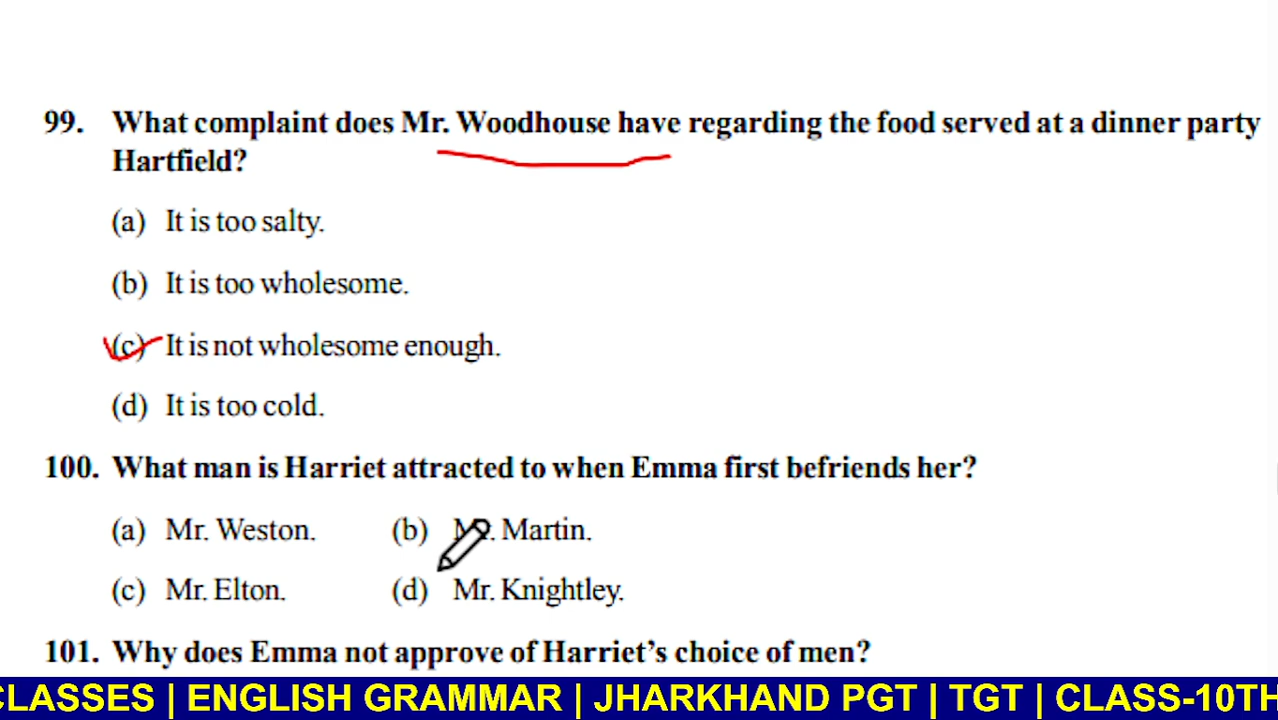 99. What complaint does Mr. Woodhouse have regarding the food served at a dinner party
Hartfield?
(a) It is too salty.
(b) It is too wholesome.
(c) It is not wholesome enough.
(d) It is too cold.
100. What man is Harriet attracted to when Emma first befriends her?
(a) Mr. Weston. (b) Mr. Martin.
(c) Mr. Elton. (d) Mr. Knightley.
101. Why does Emma not approve of Harriet's choice of men?
CLASSES | ENGLISH GRAMMAR | JHARKHAND PGT | TGT | CLASS-10TH